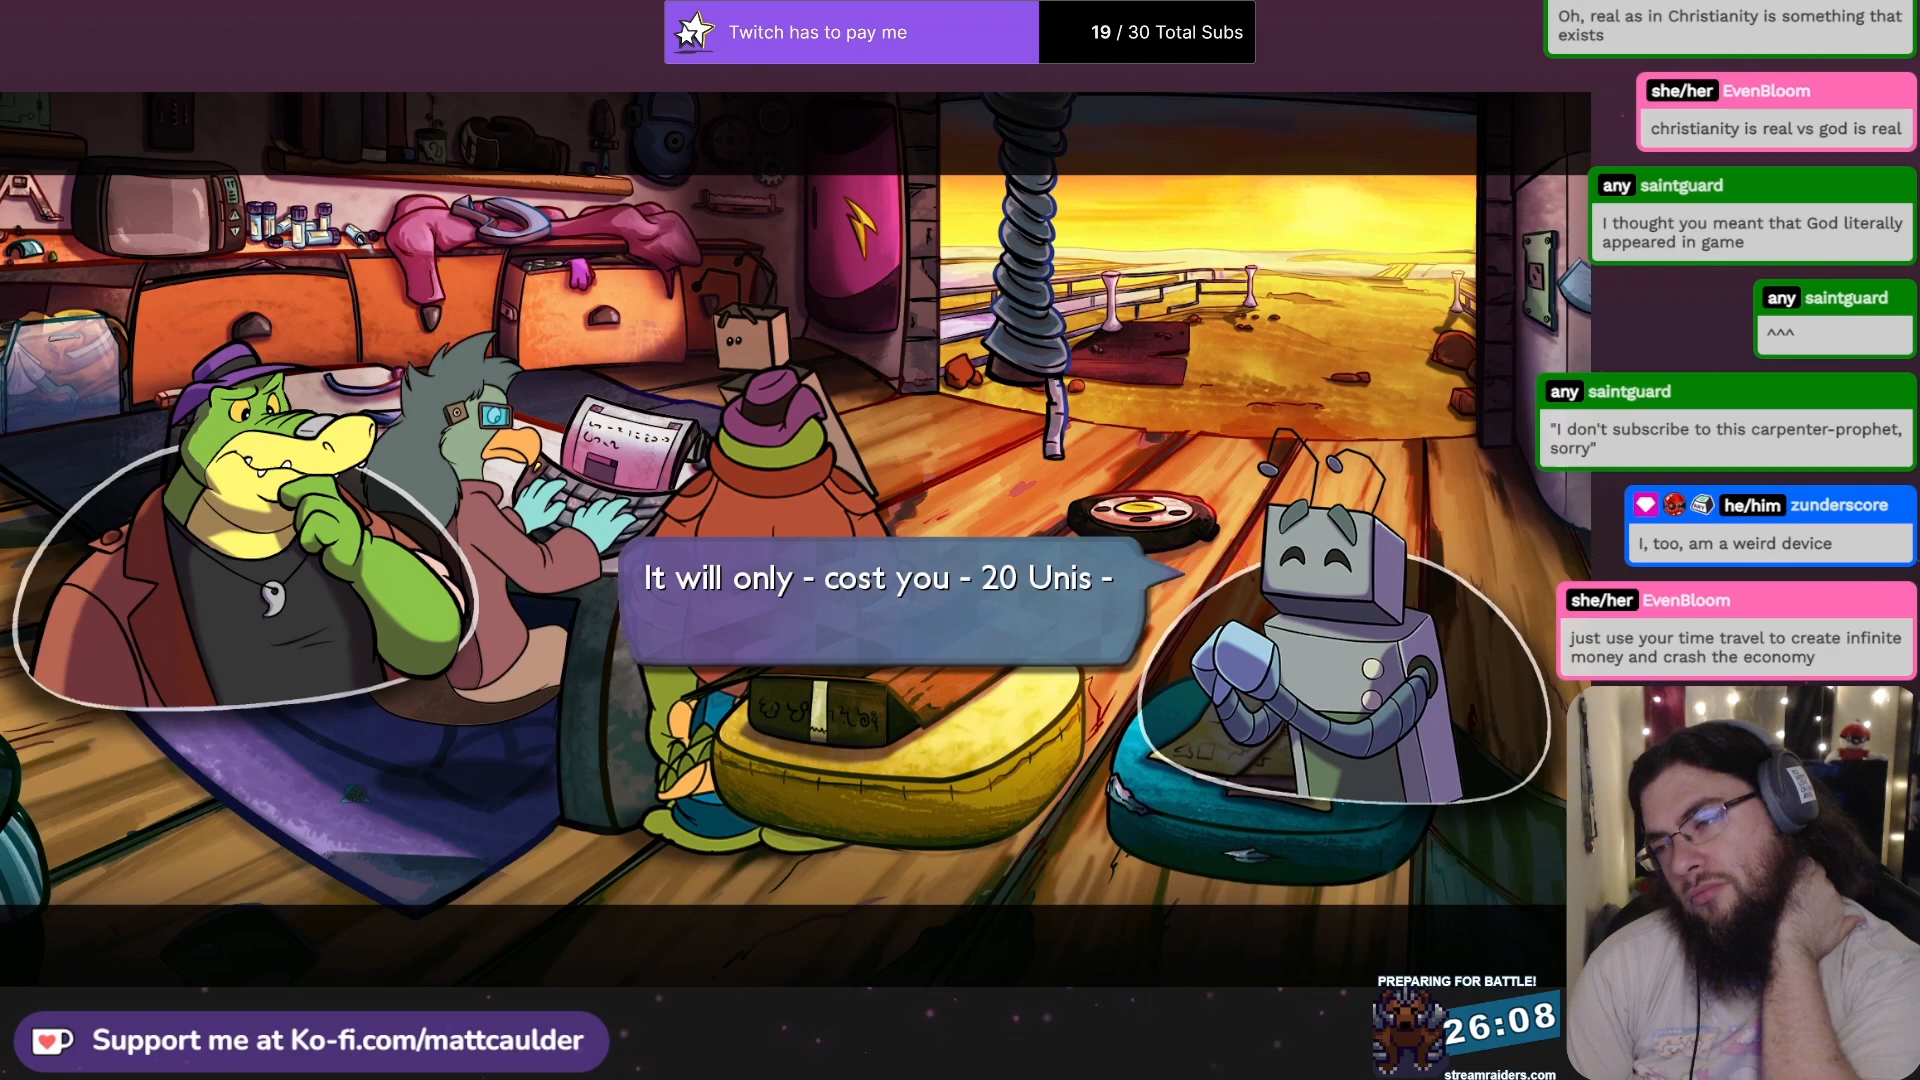 Twitch has to pay me
19 / 30 Total Subs
Oh, real as in Christianity is something that
exists
she/her EvenBloom
christianity is real vs god is real
any saintguard
I thought you meant that God literally
appeared in game
any saintguard
^^^
any saintguard
"I don't subscribe to this carpenter-prophet,
sorry"
he/him zunderscore
I, too, am a weird device
she/her EvenBloom
just use your time travel to create infinite
money and crash the economy
It will only - cost you - 20 Unis -
PREPARING FOR BATTLE!
26:08
streamraiders.com
Support me at Ko-fi.com/mattcaulder